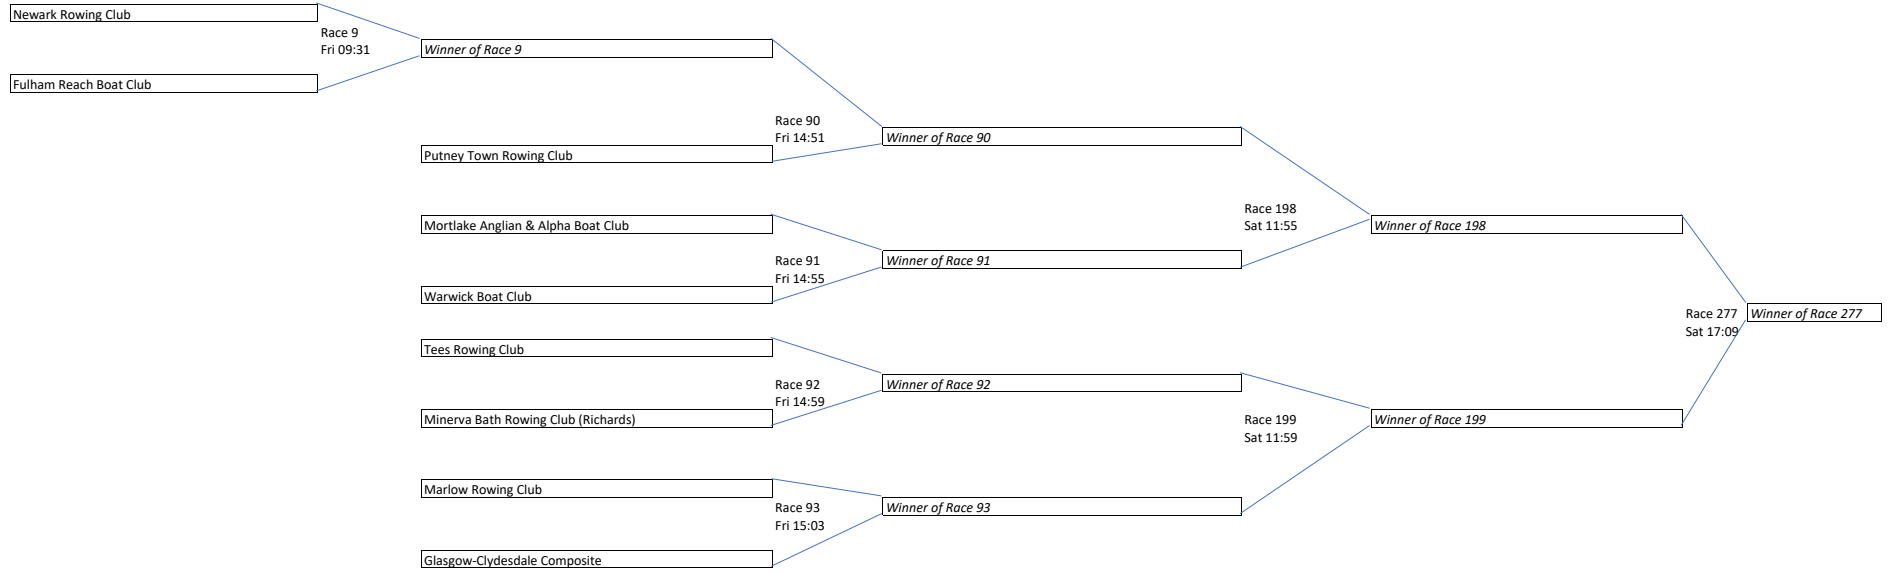 Newark Rowing Club
Race 9
Fri 09:31
Winner of Race 9
Fulham Reach Boat Club
Race 90
Fri 14:51
Winner of Race 90
Putney Town Rowing Club
Mortlake Anglian & Alpha Boat Club
Race 198
Sat 11:55
Winner of Race 198
Race 91
Fri 14:55
Winner of Race 91
Warwick Boat Club
Race 277
Sat 17:09
Winner of Race 277
Tees Rowing Club
Race 92
Fri 14:59
Winner of Race 92
Minerva Bath Rowing Club (Richards)
Race 199
Sat 11:59
Winner of Race 199
Marlow Rowing Club
Race 93
Fri 15:03
Winner of Race 93
Glasgow-Clydesdale Composite